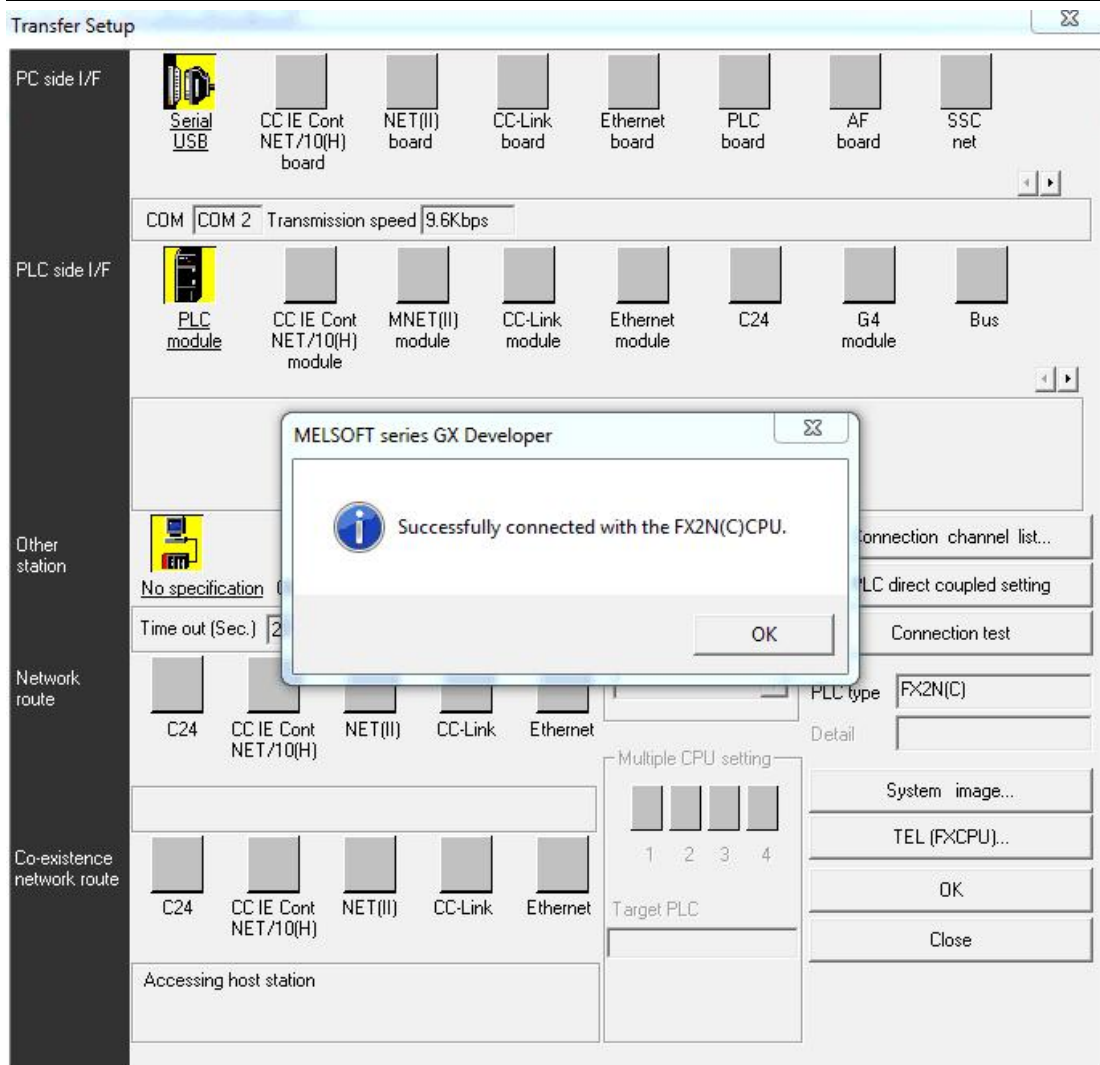 Transfer Setup
PC side I/F
Serial
USB
CC IE Cont
NET/10(H)
board
NET(II)
board
CC-Link
board
Ethernet
board
PLC
board
AF
board
SSC
net
COM COM 2 Transmission speed 9.6Kbps
PLC side I/F
PLC
module
CC IE Cont
NET/10(H)
module
MNET(II)
module
CC-Link
module
Ethernet
module
C24
G4
module
Bus
MELSOFT series GX Developer
Successfully connected with the FX2N(C)CPU.
OK
Other
station
No specification
Time out (Sec.)
onnection channel list...
LC direct coupled setting
Connection test
PLC type FX2N(C)
Detail
System image...
TEL (FXCPU)...
OK
Close
Network
route
C24
CC IE Cont
NET/10(H)
NET(II)
CC-Link
Ethernet
Multiple CPU setting
1 2 3 4
Target PLC
Co-existence
network route
C24
CC IE Cont
NET/10(H)
NET(II)
CC-Link
Ethernet
Accessing host station